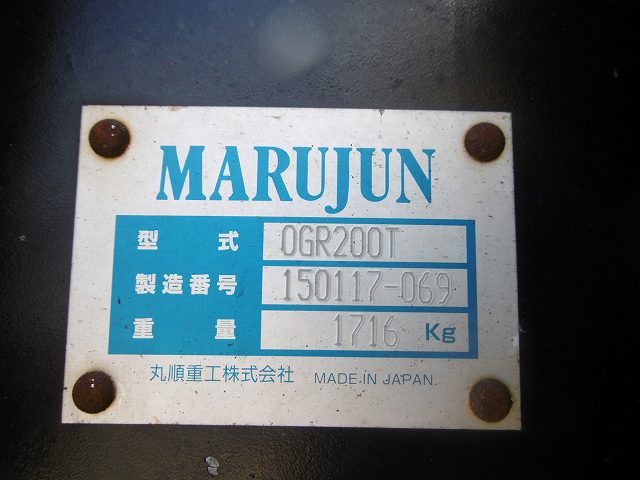 MARUJUN
型式 OGR200T
製造番号 150117-069
重量 1716 Kg
丸順重工株式会社 MADE IN JAPAN.